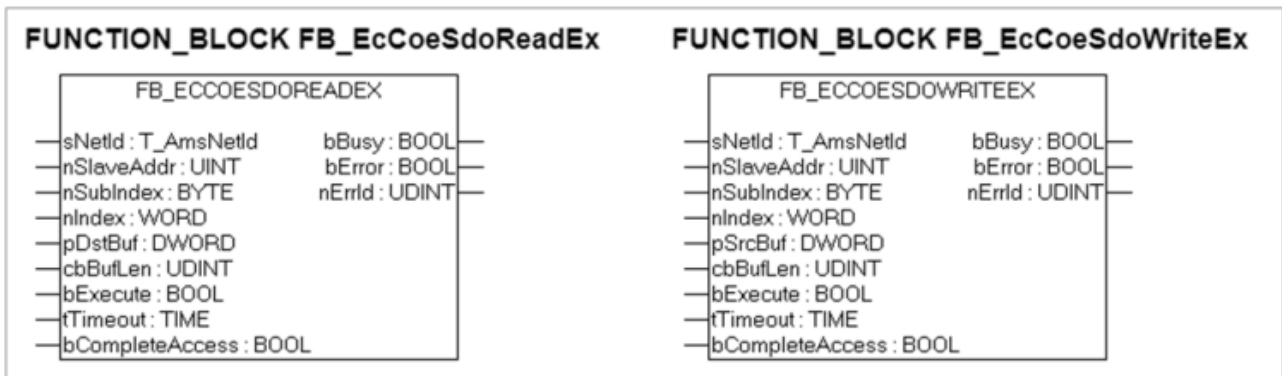 FUNCTION_BLOCK FB_EcCoeSdoReadEx
FB_ECCOESDOREADEX
sNetId : T_AmsNetId bBusy : BOOL
nSlaveAddr : UINT bError : BOOL
nSubIndex : BYTE nErrId : UDINT
nIndex : WORD
pDstBuf : DWORD
cbBufLen : UDINT
bExecute : BOOL
tTimeout : TIME
bCompleteAccess : BOOL
FUNCTION_BLOCK FB_EcCoeSdoWriteEx
FB_ECCOESDOWRITEEX
sNetId : T_AmsNetId bBusy : BOOL
nSlaveAddr : UINT bError : BOOL
nSubIndex : BYTE nErrId : UDINT
nIndex : WORD
pSrcBuf : DWORD
cbBufLen : UDINT
bExecute : BOOL
tTimeout : TIME
bCompleteAccess : BOOL